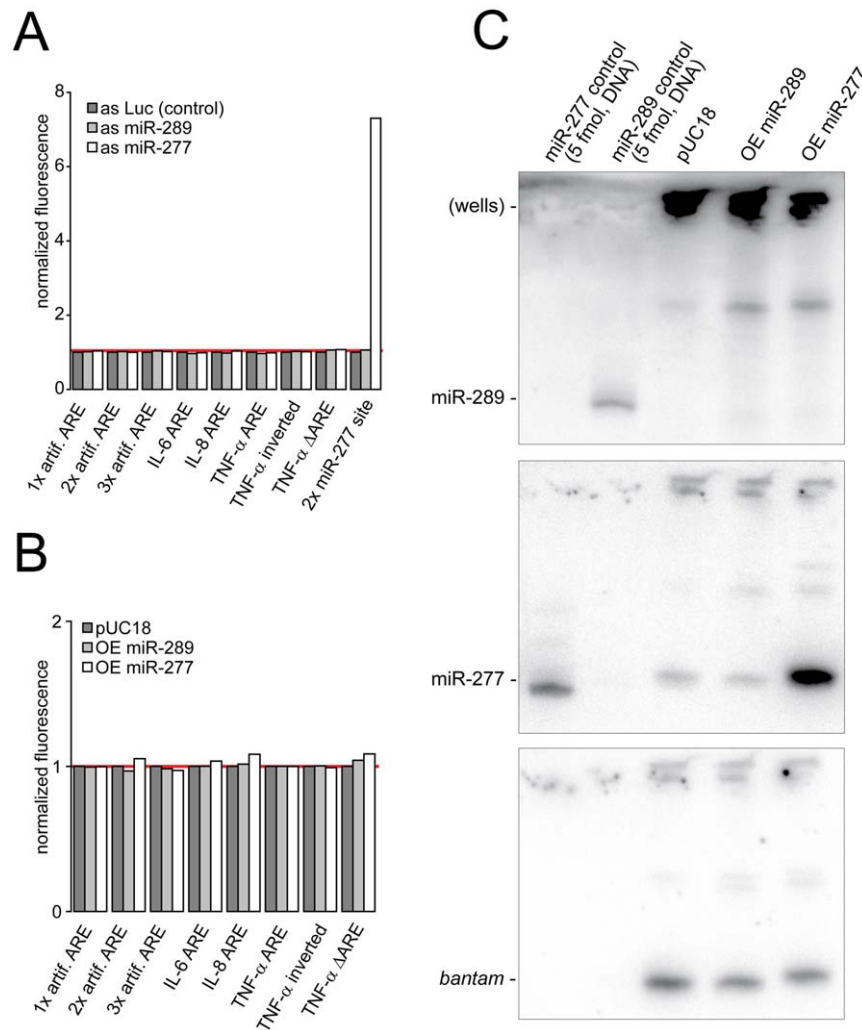 A
8
6
4
2
0
normalized fluorescence
as Luc (control)
as miR-289
as miR-277
1x artif. ARE
2x artif. ARE
3x artif. ARE
IL-6 ARE
IL-8 ARE
TNF-α ARE
TNF-α inverted
TNF-α ΔARE
2x miR-277 site
B
2
1
0
normalized fluorescence
pUC18
OE miR-289
OE miR-277
1x artif. ARE
2x artif. ARE
3x artif. ARE
IL-6 ARE
IL-8 ARE
TNF-α ARE
TNF-α inverted
TNF-α ΔARE
C
miR-277 control
(5 fmol, DNA)
miR-289 control
(5 fmol, DNA)
pUC18
OE miR-289
OE miR-277
(wells) -
miR-289 -
miR-277 -
bantam -